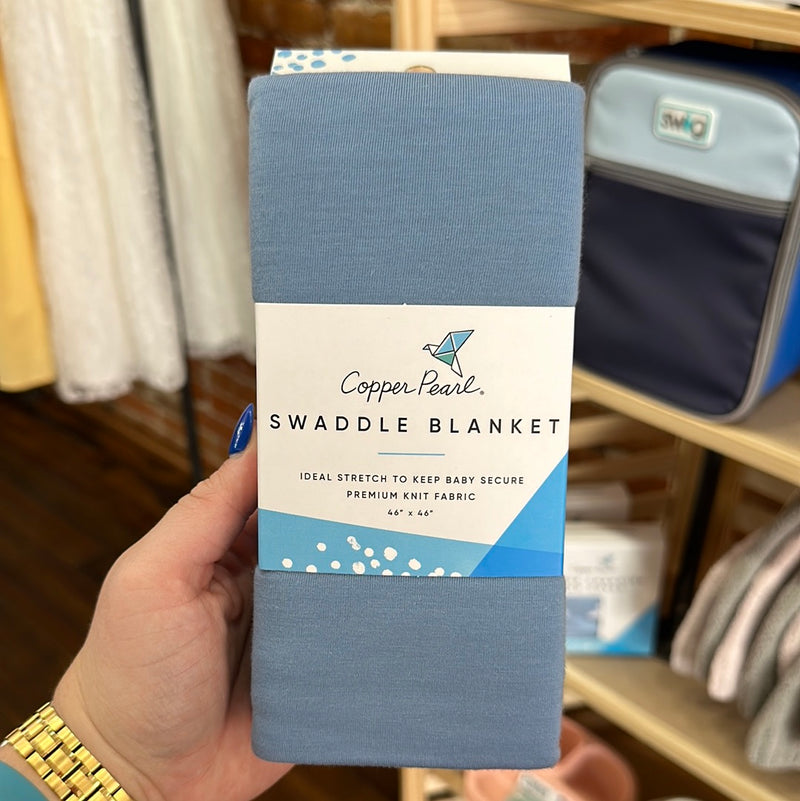 Copper Pearl®
SWADDLE BLANKET
IDEAL STRETCH TO KEEP BABY SECURE
PREMIUM KNIT FABRIC
46" x 46"
SWIG